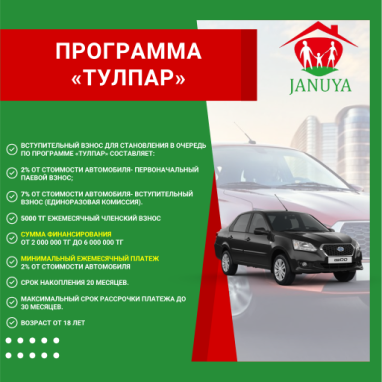 ПРОГРАММА
«ТУЛПАР»
JANUYA
ВСТУПИТЕЛЬНЫЙ ВЗНОС ДЛЯ СТАНОВЛЕНИЯ В ОЧЕРЕДЬ
ПО ПРОГРАММЕ «ТУЛПАР» СОСТАВЛЯЕТ:
2% ОТ СТОИМОСТИ АВТОМОБИЛЯ- ПЕРВОНАЧАЛЬНЫЙ
ПАЕВОЙ ВЗНОС;
7% ОТ СТОИМОСТИ АВТОМОБИЛЯ- ВСТУПИТЕЛЬНЫЙ
ВЗНОС (ЕДИНОРАЗОВАЯ КОМИССИЯ).
5000 ТГ ЕЖЕМЕСЯЧНЫЙ ЧЛЕНСКИЙ ВЗНОС
СУММА ФИНАНСИРОВАНИЯ
ОТ 2 000 000 ТГ ДО 6 000 000 ТГ
МИНИМАЛЬНЫЙ ЕЖЕМЕСЯЧНЫЙ ПЛАТЕЖ
2% ОТ СТОИМОСТИ АВТОМОБИЛЯ
СРОК НАКОПЛЕНИЯ 20 МЕСЯЦЕВ.
МАКСИМАЛЬНЫЙ СРОК РАССРОЧКИ ПЛАТЕЖА ДО
30 МЕСЯЦЕВ.
ВОЗРАСТ ОТ 18 ЛЕТ